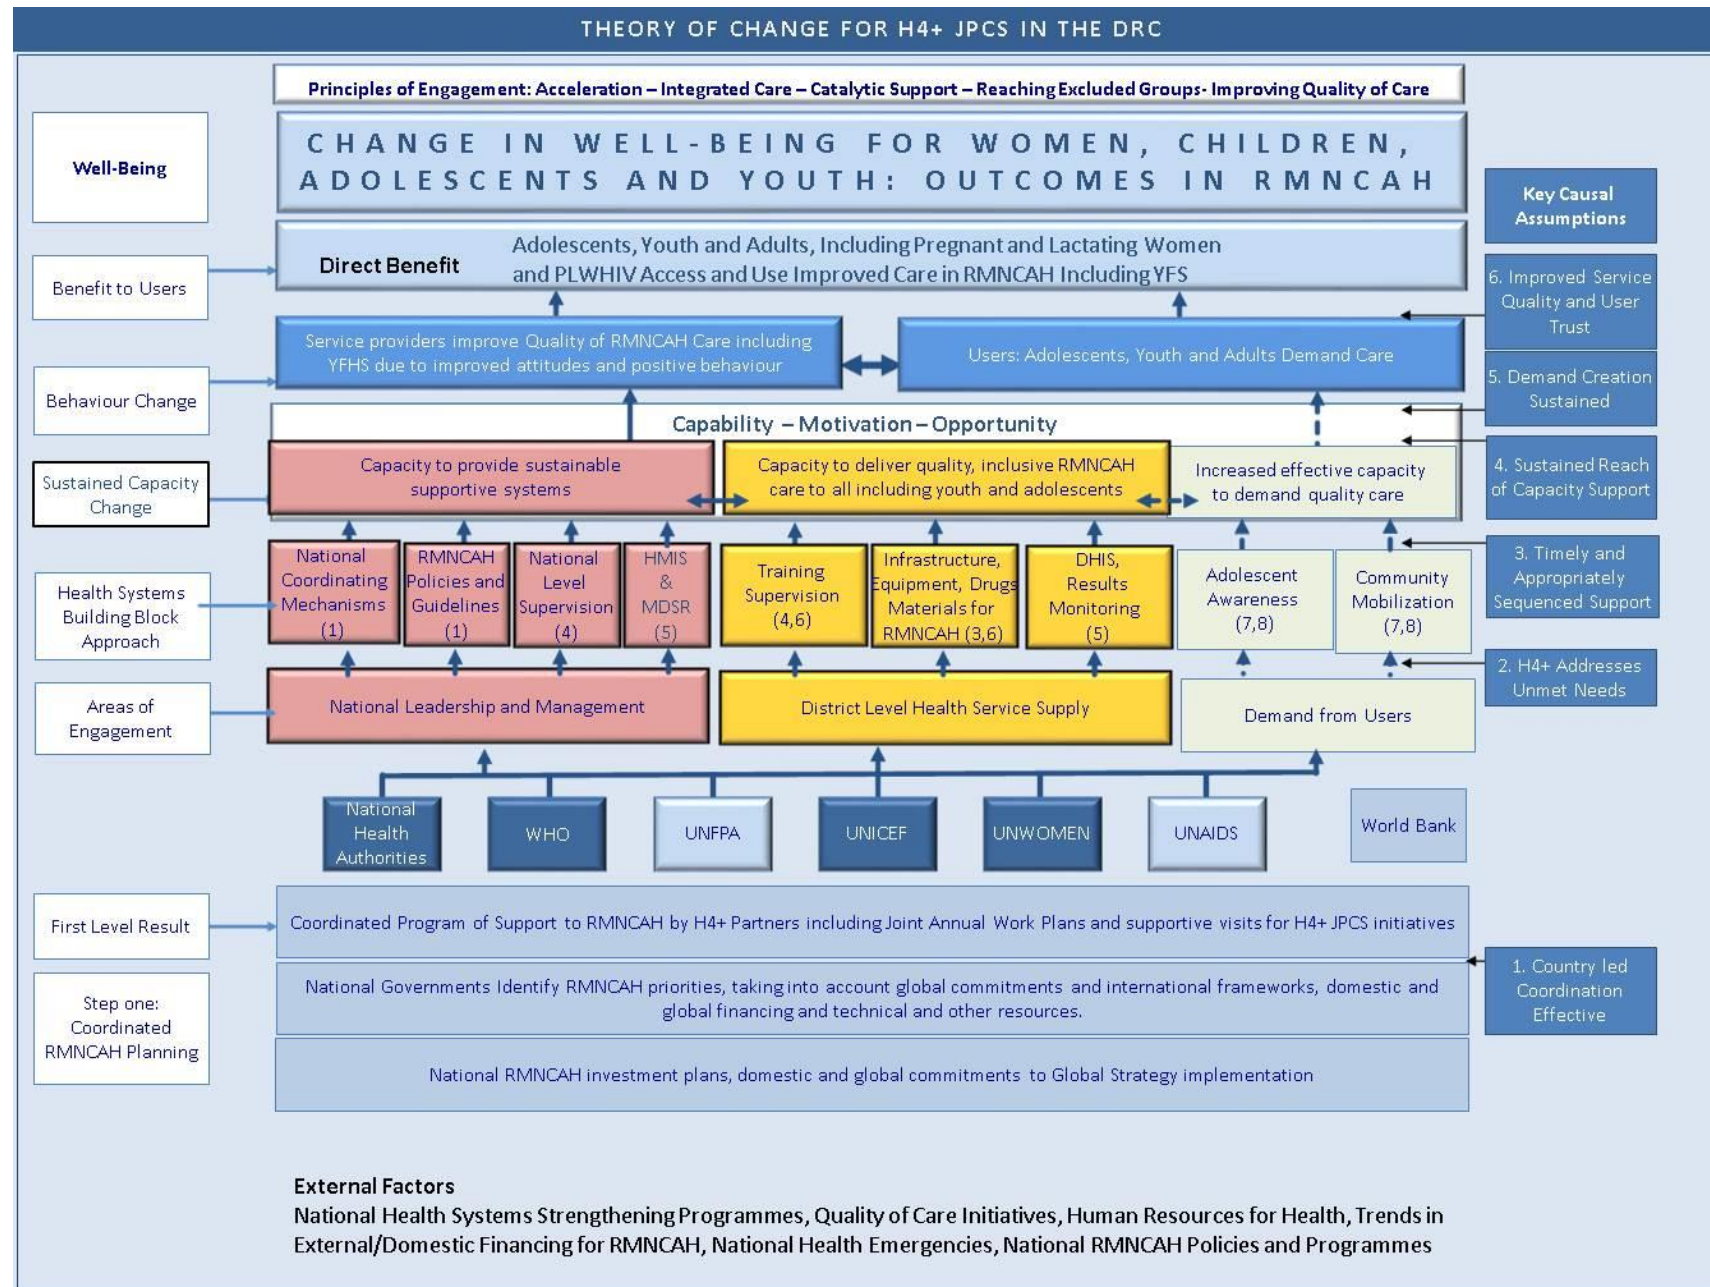 THEORY OF CHANGE FOR H4+ JPCS IN THE DRC
Principles of Engagement: Acceleration – Integrated Care – Catalytic Support – Reaching Excluded Groups- Improving Quality of Care
Well-Being
CHANGE IN WELL-BEING FOR WOMEN, CHILDREN,
ADOLESCENTS AND YOUTH: OUTCOMES IN RMNCAH
Key Causal
Assumptions
Benefit to Users
Direct Benefit
Adolescents, Youth and Adults, Including Pregnant and Lactating Women
and PLWHIV Access and Use Improved Care in RMNCAH Including YFS
6. Improved Service
Quality and User
Trust
Behaviour Change
Service providers improve Quality of RMNCAH Care including
YFHS due to improved attitudes and positive behaviour
Users: Adolescents, Youth and Adults Demand Care
5. Demand Creation
Sustained
Capability – Motivation – Opportunity
Sustained Capacity
Change
Capacity to provide sustainable
supportive systems
Capacity to deliver quality, inclusive RMNCAH
care to all including youth and adolescents
Increased effective capacity
to demand quality care
4. Sustained Reach
of Capacity Support
Health Systems
Building Block
Approach
National
Coordinating
Mechanisms
(1)
RMNCAH
Policies and
Guidelines
(1)
National
Level
Supervision
(4)
HMIS
&
MDSR
(5)
Training
Supervision
(4,6)
Infrastructure,
Equipment, Drugs
Materials for
RMNCAH (3,6)
DHIS,
Results
Monitoring
(5)
Adolescent
Awareness
(7,8)
Community
Mobilization
(7,8)
3. Timely and
Appropriately
Sequenced Support
Areas of
Engagement
National Leadership and Management
District Level Health Service Supply
Demand from Users
2. H4+ Addresses
Unmet Needs
National
Health
Authorities
WHO
UNFPA
UNICEF
UNWOMEN
UNAIDS
World Bank
First Level Result
Coordinated Program of Support to RMNCAH by H4+ Partners including Joint Annual Work Plans and supportive visits for H4+ JPCS initiatives
Step one:
Coordinated
RMNCAH Planning
National Governments Identify RMNCAH priorities, taking into account global commitments and international frameworks, domestic and
global financing and technical and other resources.
1. Country led
Coordination
Effective
National RMNCAH investment plans, domestic and global commitments to Global Strategy implementation
External Factors
National Health Systems Strengthening Programmes, Quality of Care Initiatives, Human Resources for Health, Trends in
External/Domestic Financing for RMNCAH, National Health Emergencies, National RMNCAH Policies and Programmes